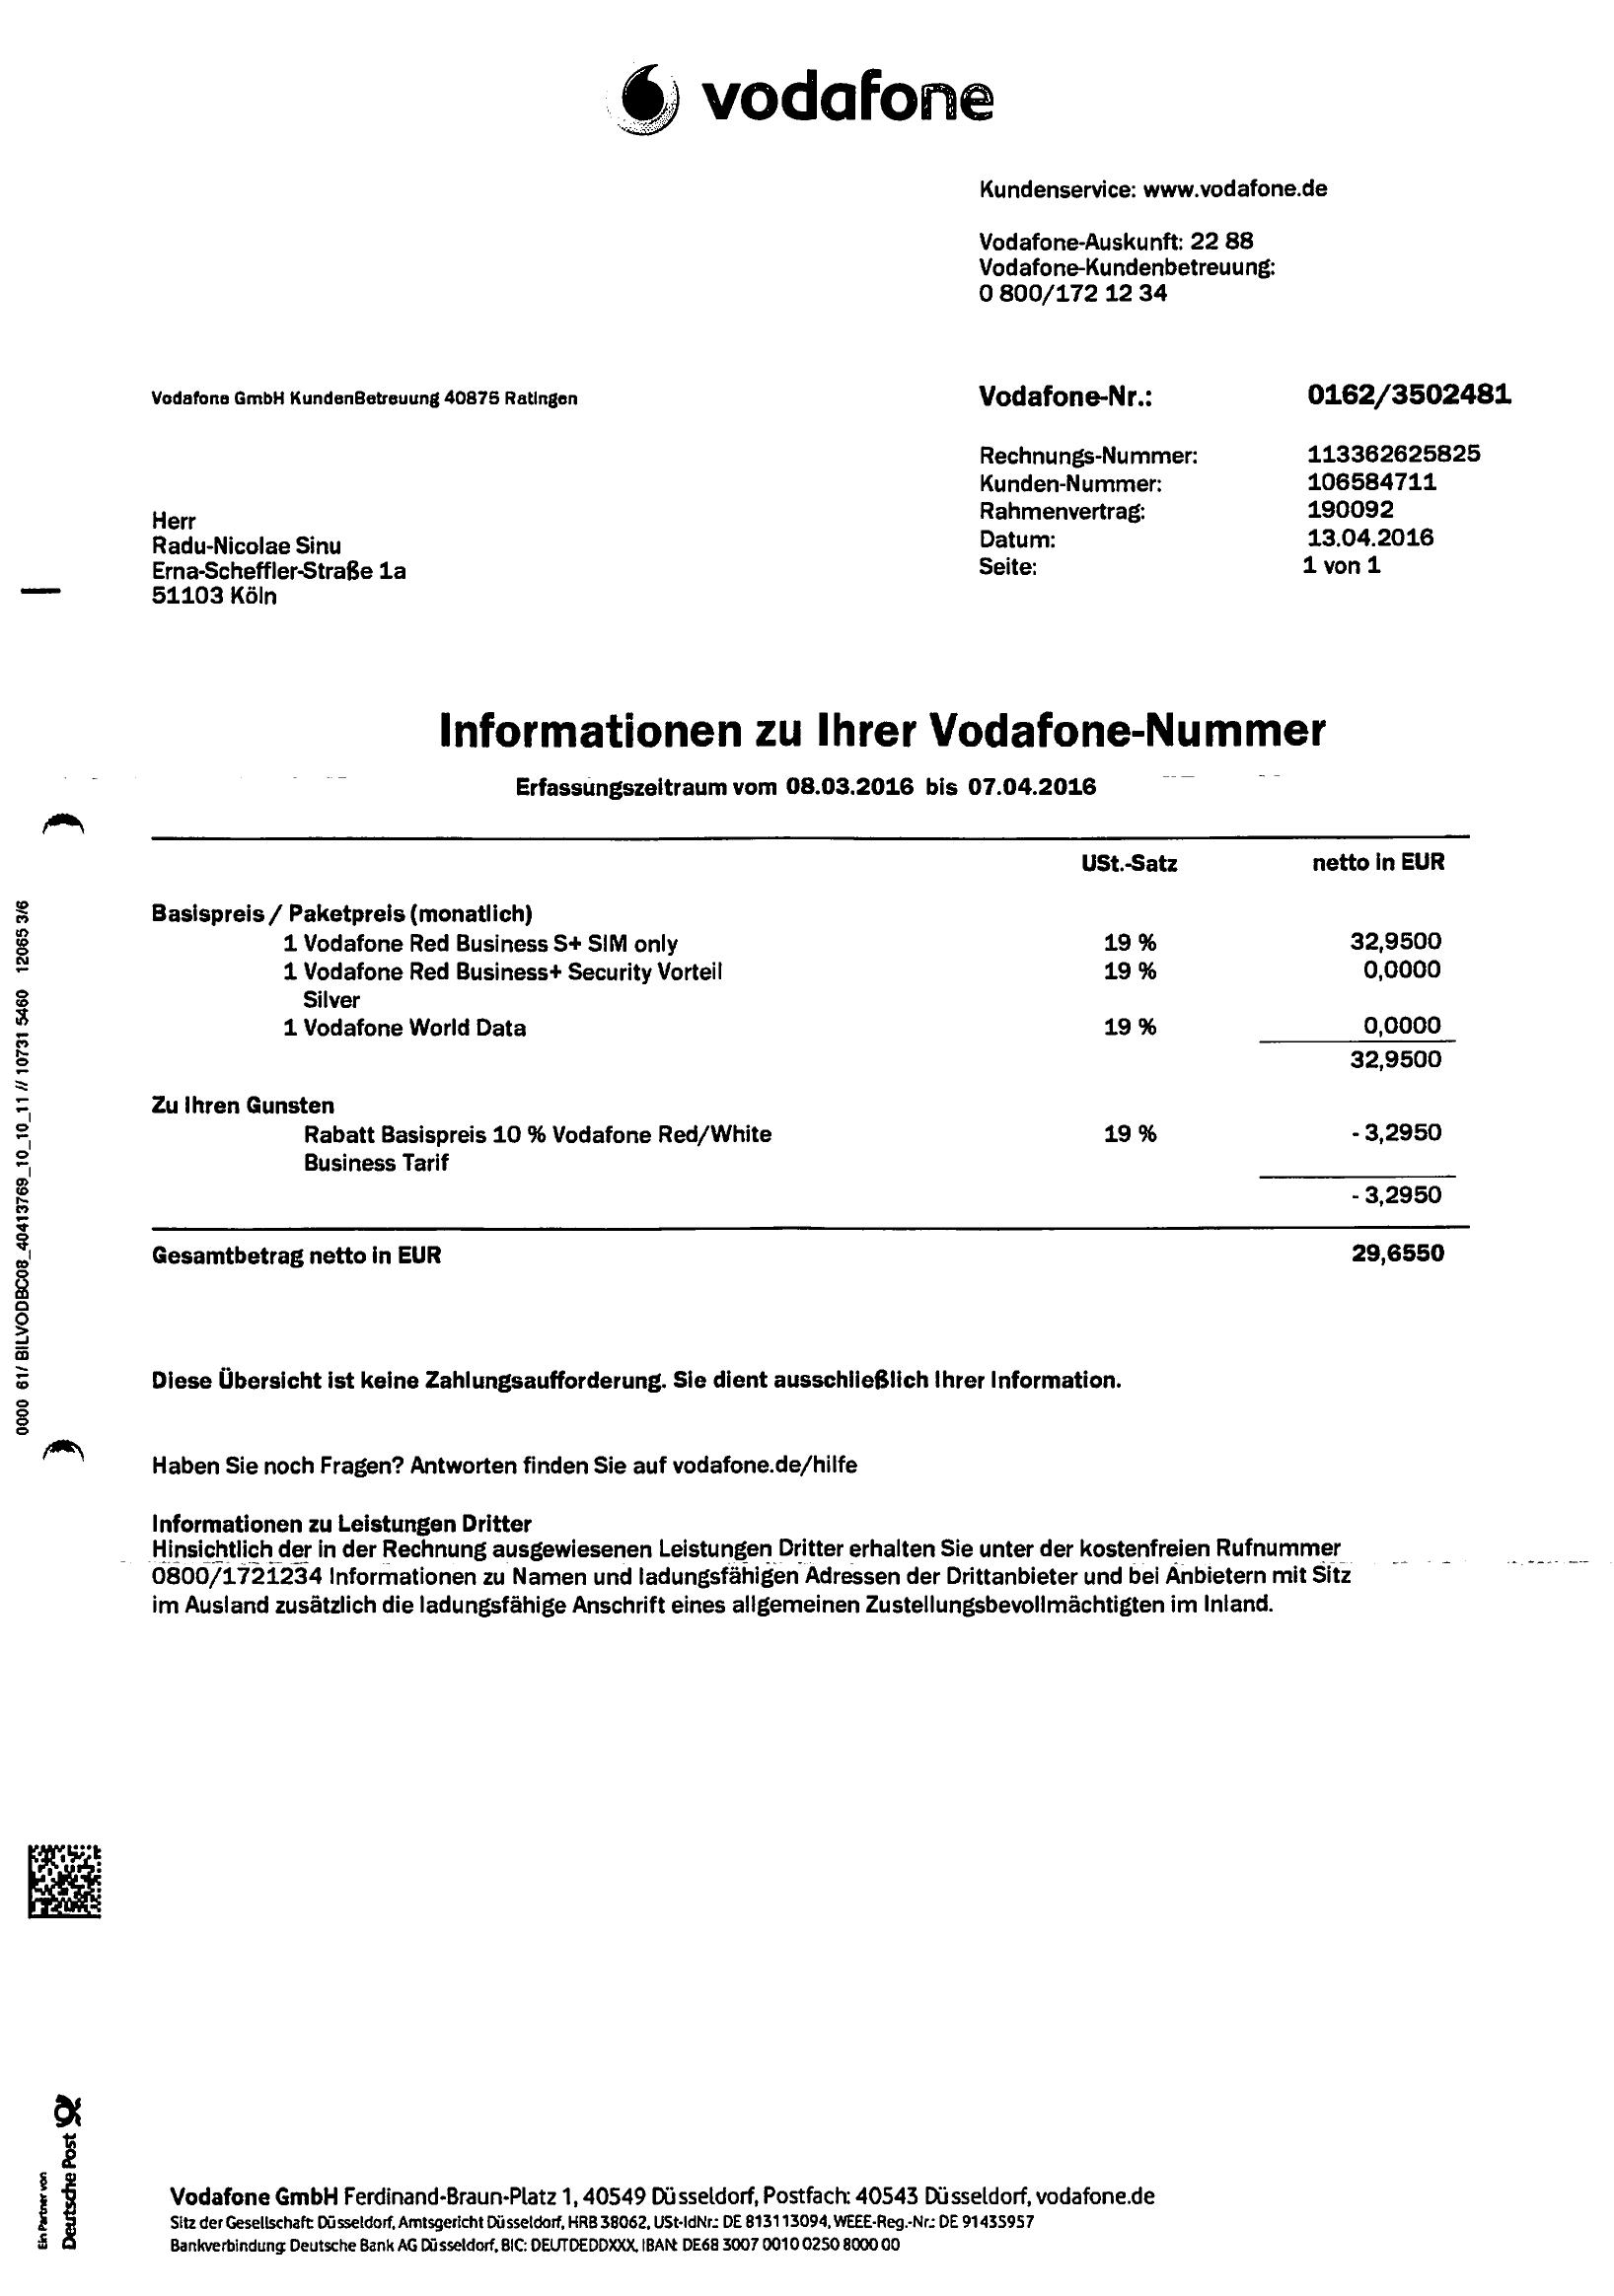 vodafone
Kundenservice: www.vodafone.de
Vodafone-Auskunft: 22 88
Vodafone-Kundenbetreuung:
0 800/172 12 34
Vodafone GmbH KundenBetreuung 40875 Ratingen
Vodafone-Nr.: 0162/3502481
Rechnungs-Nummer: 113362625825
Kunden-Nummer: 106584711
Rahmenvertrag: 190092
Datum: 13.04.2016
Seite: 1 von 1
Herr
Radu-Nicolae Sinu
Erna-Scheffler-Straße 1a
51103 Köln
Informationen zu Ihrer Vodafone-Nummer
Erfassungszeitraum vom 08.03.2016 bis 07.04.2016
USt.-Satz netto in EUR
Basispreis / Paketpreis (monatlich)
1 Vodafone Red Business S+ SIM only 19 % 32,9500
1 Vodafone Red Business+ Security Vorteil 19 % 0,0000
Silver
1 Vodafone World Data 19 % 0,0000
32,9500
Zu Ihren Gunsten
Rabatt Basispreis 10 % Vodafone Red/White 19 % - 3,2950
Business Tarif
- 3,2950
Gesamtbetrag netto in EUR 29,6550
Diese Übersicht ist keine Zahlungsaufforderung. Sie dient ausschließlich Ihrer Information.
Haben Sie noch Fragen? Antworten finden Sie auf vodafone.de/hilfe
Informationen zu Leistungen Dritter
Hinsichtlich der in der Rechnung ausgewiesenen Leistungen Dritter erhalten Sie unter der kostenfreien Rufnummer
0800/1721234 Informationen zu Namen und ladungsfähigen Adressen der Drittanbieter und bei Anbietern mit Sitz
im Ausland zusätzlich die ladungsfähige Anschrift eines allgemeinen Zustellungsbevollmächtigten im Inland.
0000 61/ BILVODBC08_40413769_10_10_11 // 10731 5460 12065 3/6
Ein Partner von
Deutsche Post
Vodafone GmbH Ferdinand-Braun-Platz 1, 40549 Düsseldorf, Postfach: 40543 Düsseldorf, vodafone.de
Sitz der Gesellschaft: Düsseldorf, Amtsgericht Düsseldorf, HRB 38062, USt-IdNr.: DE 813113094, WEEE-Reg.-Nr.: DE 91435957
Bankverbindung: Deutsche Bank AG Düsseldorf, BIC: DEUTDEDDXXX, IBAN: DE68 3007 0010 0250 8000 00